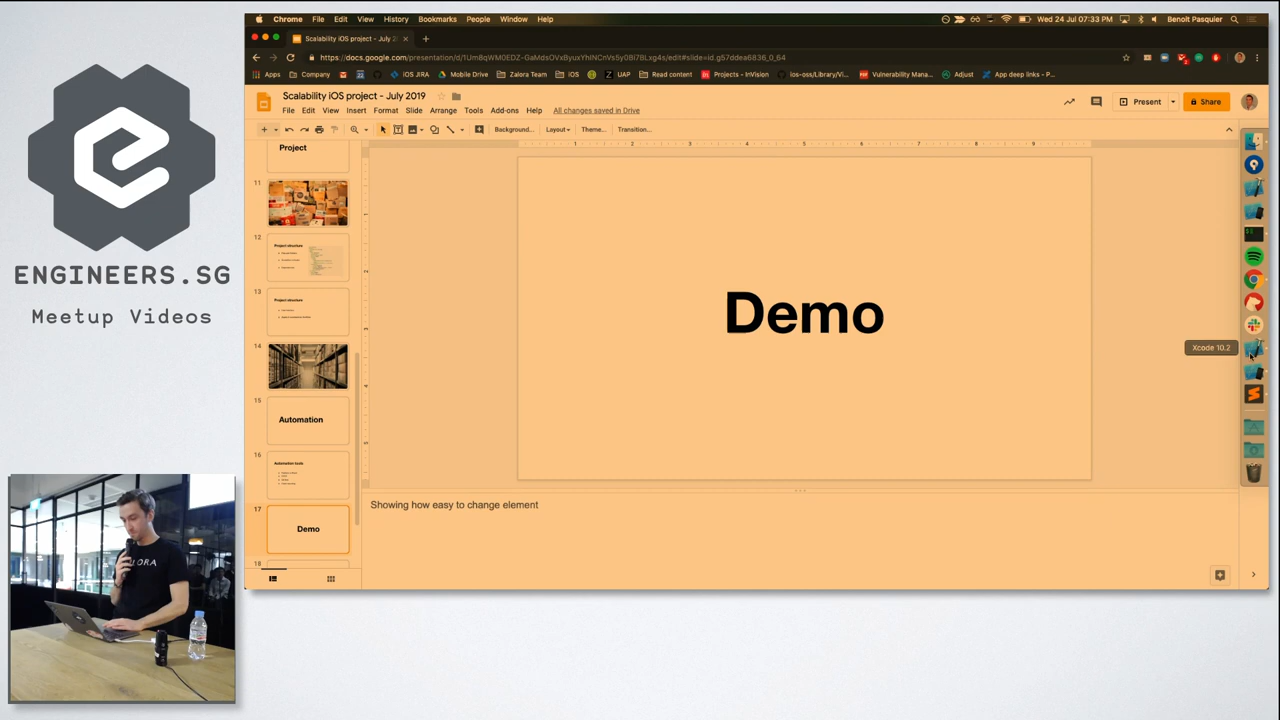 Chrome File Edit View History Bookmarks People Window Help
Wed 24 Jul 07:33 PM
Benoit Pasquier
Scalability iOS project - July 2019
Apps Company iOS JIRA Mobile Drive Zalora Team iOS UAP Read content Projects - InVision ios-oss/Library/Vi... Vulnerability Mana... Adjust App deep links - P...
Scalability iOS project - July 2019
File Edit View Insert Format Slide Arrange Tools Add-ons Help
All changes saved in Drive
Present
Share
Background... Layout Theme... Transition...
Project
11
12
Project structure
13
Project structure
14
15
Automation
16
Automation tools
17
Demo
18
Demo
Xcode 10.2
Showing how easy to change element
ENGINEERS.SG
Meetup Videos